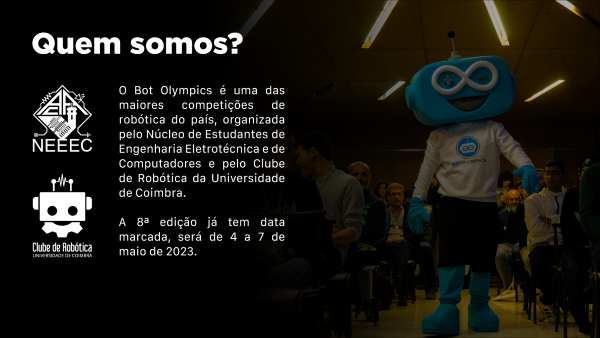 Quem somos?
NEEEC
Clube de Robótica
UNIVERSIDADE DE COIMBRA
O Bot Olympics é uma das
maiores competições de
robótica do país, organizada
pelo Núcleo de Estudantes de
Engenharia Eletrotécnica e de
Computadores e pelo Clube
de Robótica da Universidade
de Coimbra.
A 8ª edição já tem data
marcada, será de 4 a 7 de
maio de 2023.